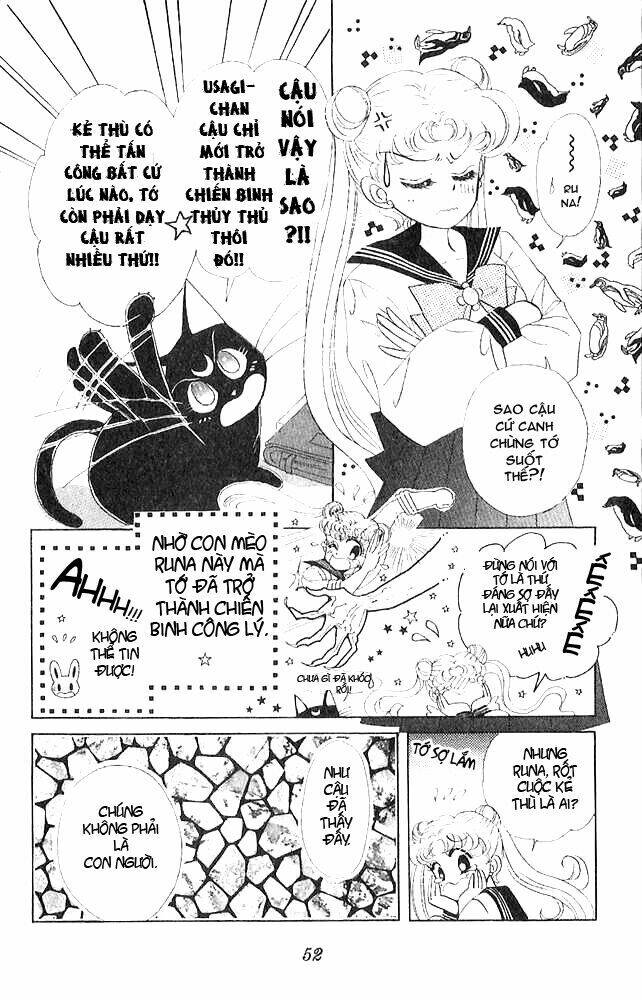 RU
NA!
SAO CẬU
CỨ CANH
CHỪNG TỚ
SUỐT
THẾ?!
CẬU
NÓI
VẬY
LÀ
SAO
?!!
USAGI-
CHAN
CẬU CHỈ
MỚI TRỞ
THÀNH
CHIẾN BINH
THỦY THỦ
THÔI
ĐÓ!!
KẺ THÙ CÓ
THỂ TẤN
CÔNG BẤT CỨ
LÚC NÀO, TỚ
CÒN PHẢI DẠY
CẬU RẤT
NHIỀU THỨ!!
NHỜ CON MÈO
RUNA NÀY MÀ
TỚ ĐÃ TRỞ
THÀNH CHIẾN
BINH CÔNG LÝ.
AHHH!!!
KHÔNG
THỂ TIN
ĐƯỢC!
ĐỪNG NÓI VỚI
TỚ LÀ THỨ
ĐÁNG SỢ ĐẤY
LẠI XUẤT HIỆN
NỮA CHỨ?
HUHU
CHƯA GÌ ĐÃ KHÓC
RỒI!
NHƯNG
RUNA, RỐT
CUỘC KẺ
THÙ LÀ AI?
TỚ SỢ LẮM
NHƯ
CẬU ĐÃ
THẤY
ĐẤY.
CHÚNG
KHÔNG PHẢI
LÀ
CON NGƯỜI.
52